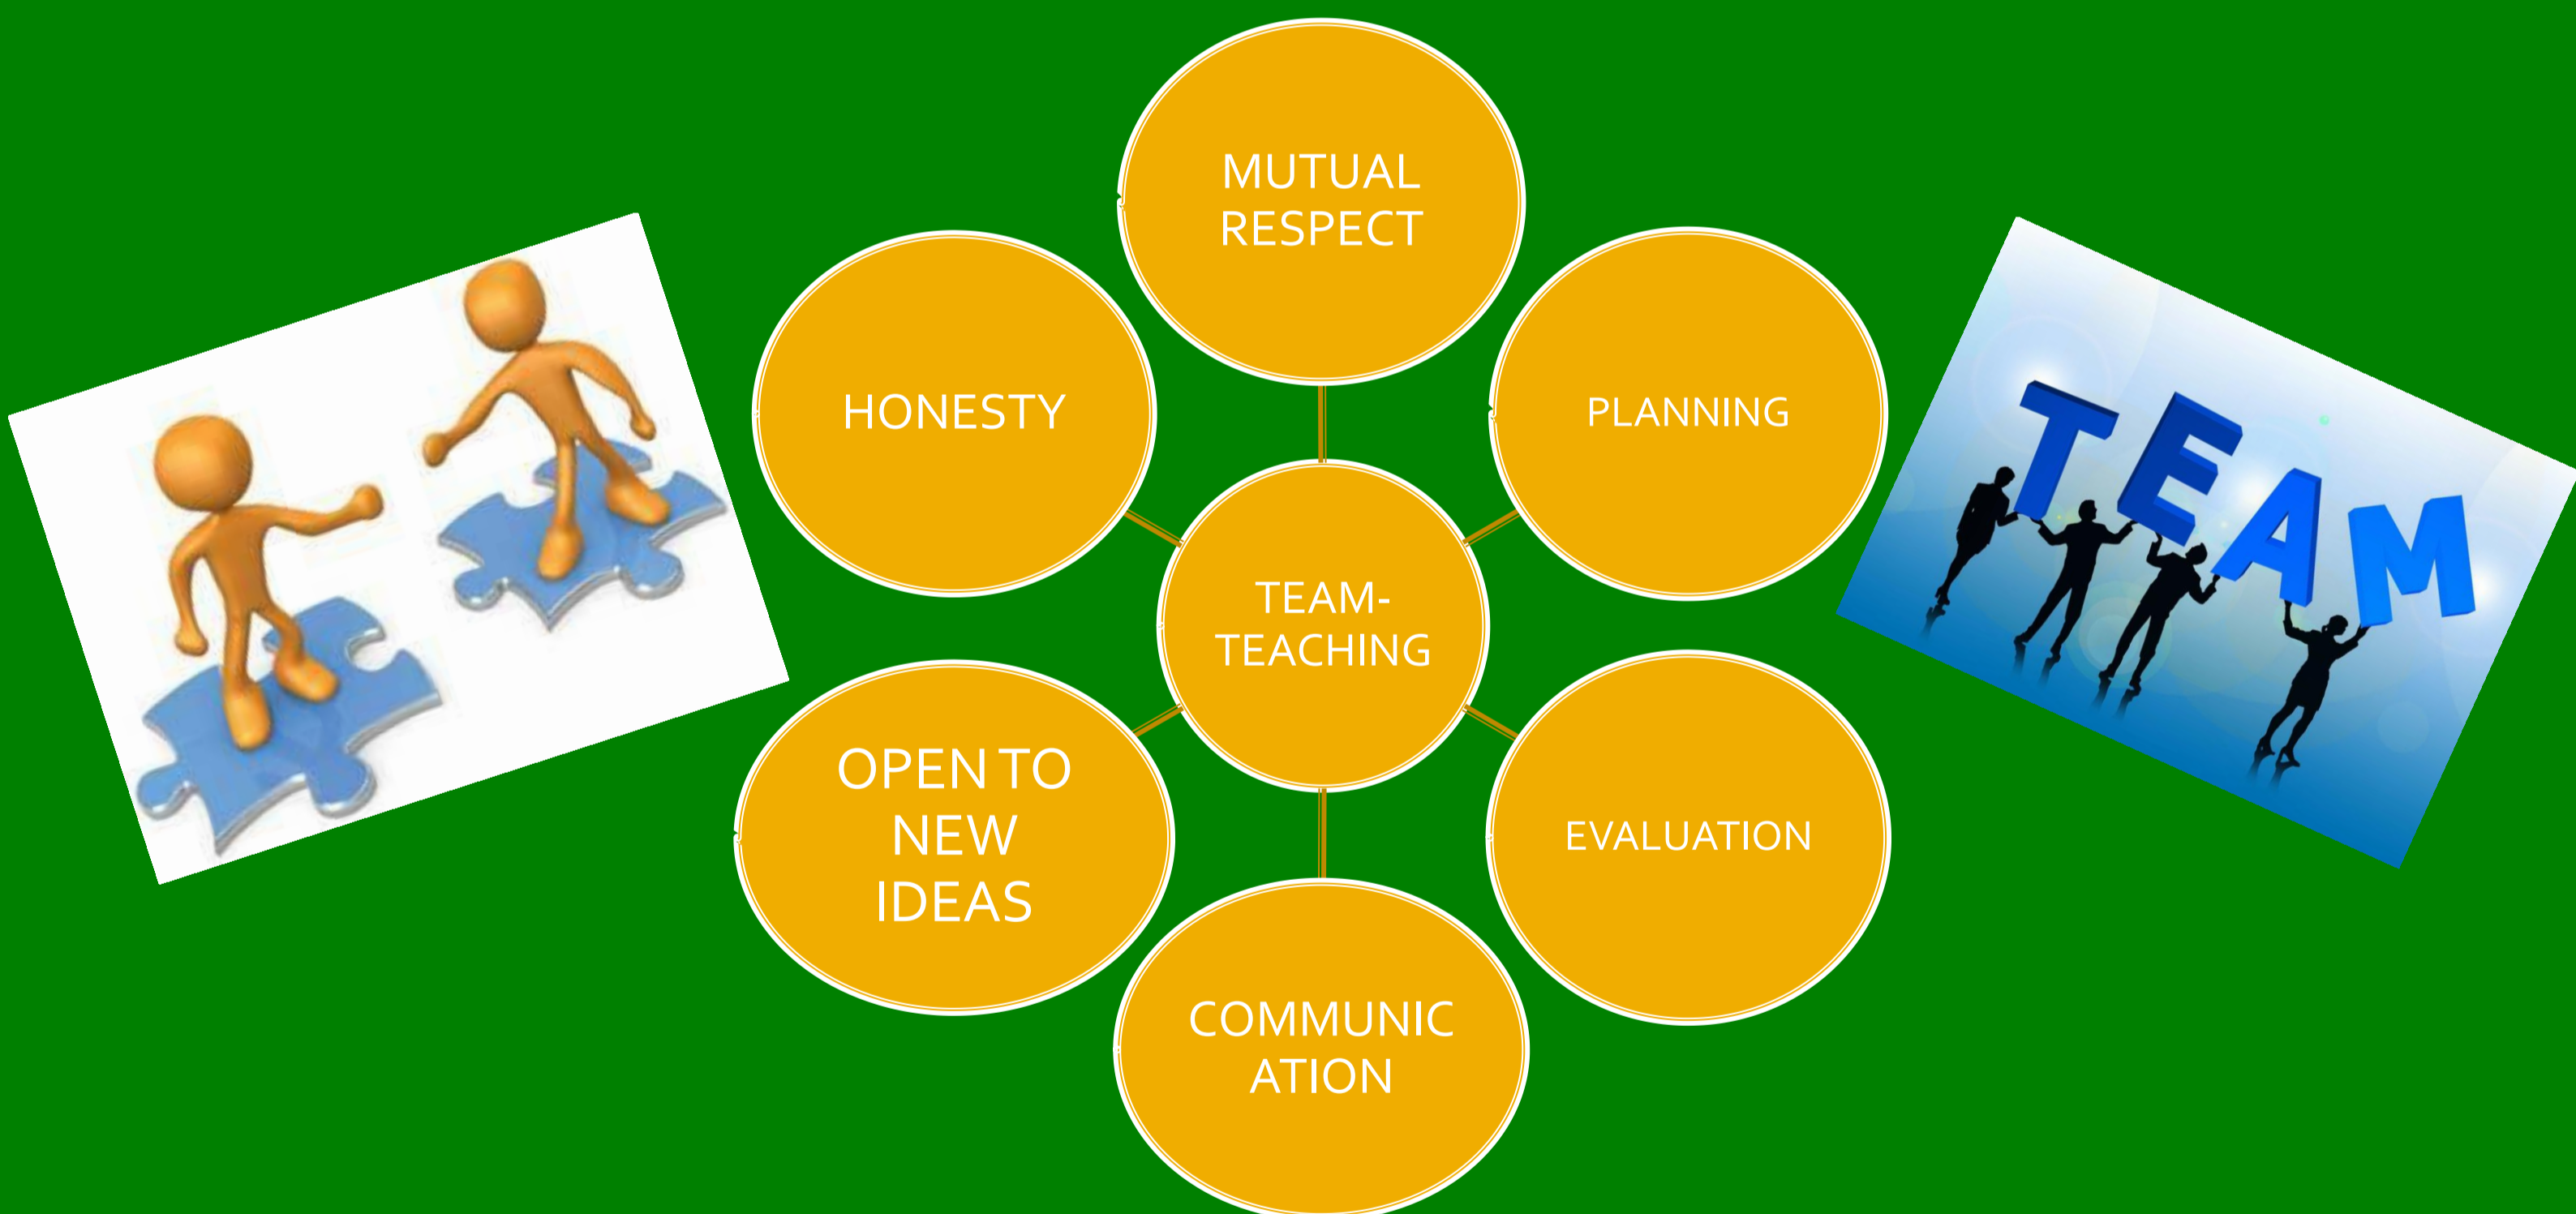 MUTUAL
RESPECT
HONESTY
PLANNING
TEAM-
TEACHING
OPEN TO
NEW
IDEAS
EVALUATION
COMMUNIC
ATION
TEAM